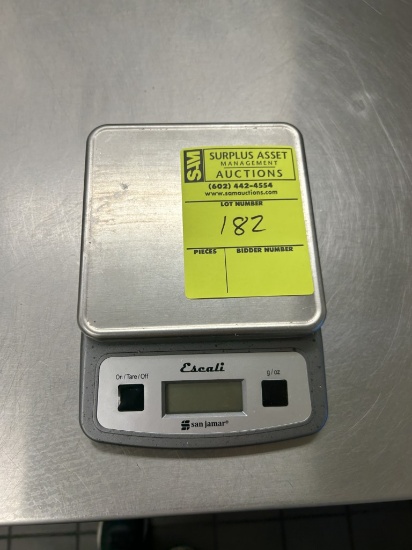 SAM
SURPLUS ASSET
MANAGEMENT
AUCTIONS
(602) 442-4554
www.samauctions.com
LOT NUMBER
182
PIECES
BIDDER NUMBER
Escali
On / Tare / Off
g / oz
san jamar®